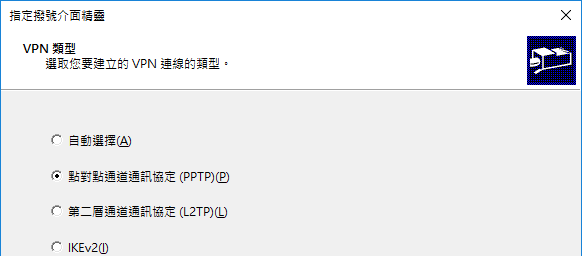 指定撥號介面精靈
VPN 類型
選取您要建立的 VPN 連線的類型。
自動選擇(A)
點對點通道通訊協定 (PPTP)(P)
第二層通道通訊協定 (L2TP)(L)
IKEv2(I)